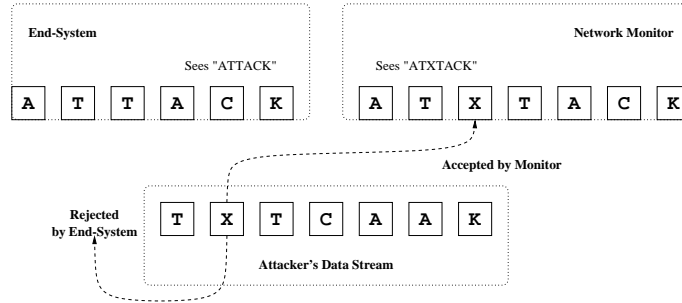 End-System
Sees "ATTACK"
A T T A C K
Network Monitor
Sees "ATXTACK"
A T X T A C K
Accepted by Monitor
Rejected
by End-System
T X T C A A K
Attacker's Data Stream